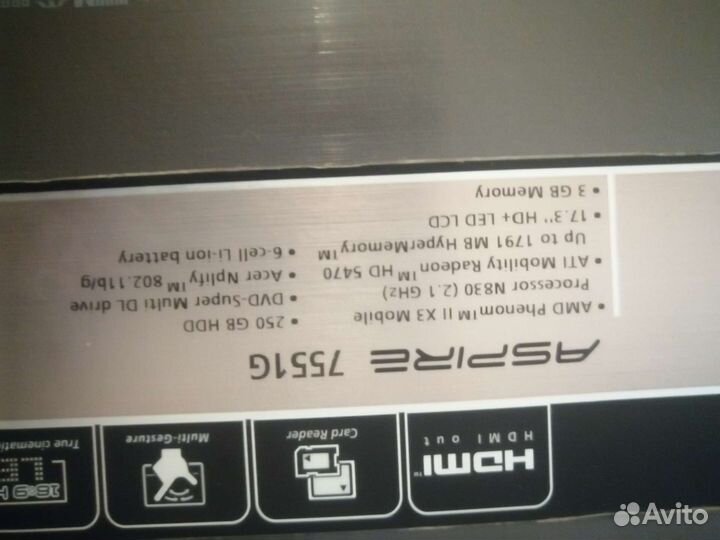 HDMI™
HDMI out
Card Reader
Multi-Gesture
16:9
True cinematic
ASPIRE 7551G
• AMD Phenom™ II X3 Mobile
Processor N830 (2.1 GHz)
• ATI Mobility Radeon™ HD 5470
Up to 1791 MB HyperMemory™
• 17.3" HD+ LED LCD
• 3 GB Memory
• 250 GB HDD
• DVD-Super Multi DL drive
• Acer Nplify™ 802.11b/g
• 6-cell Li-ion battery
Avito